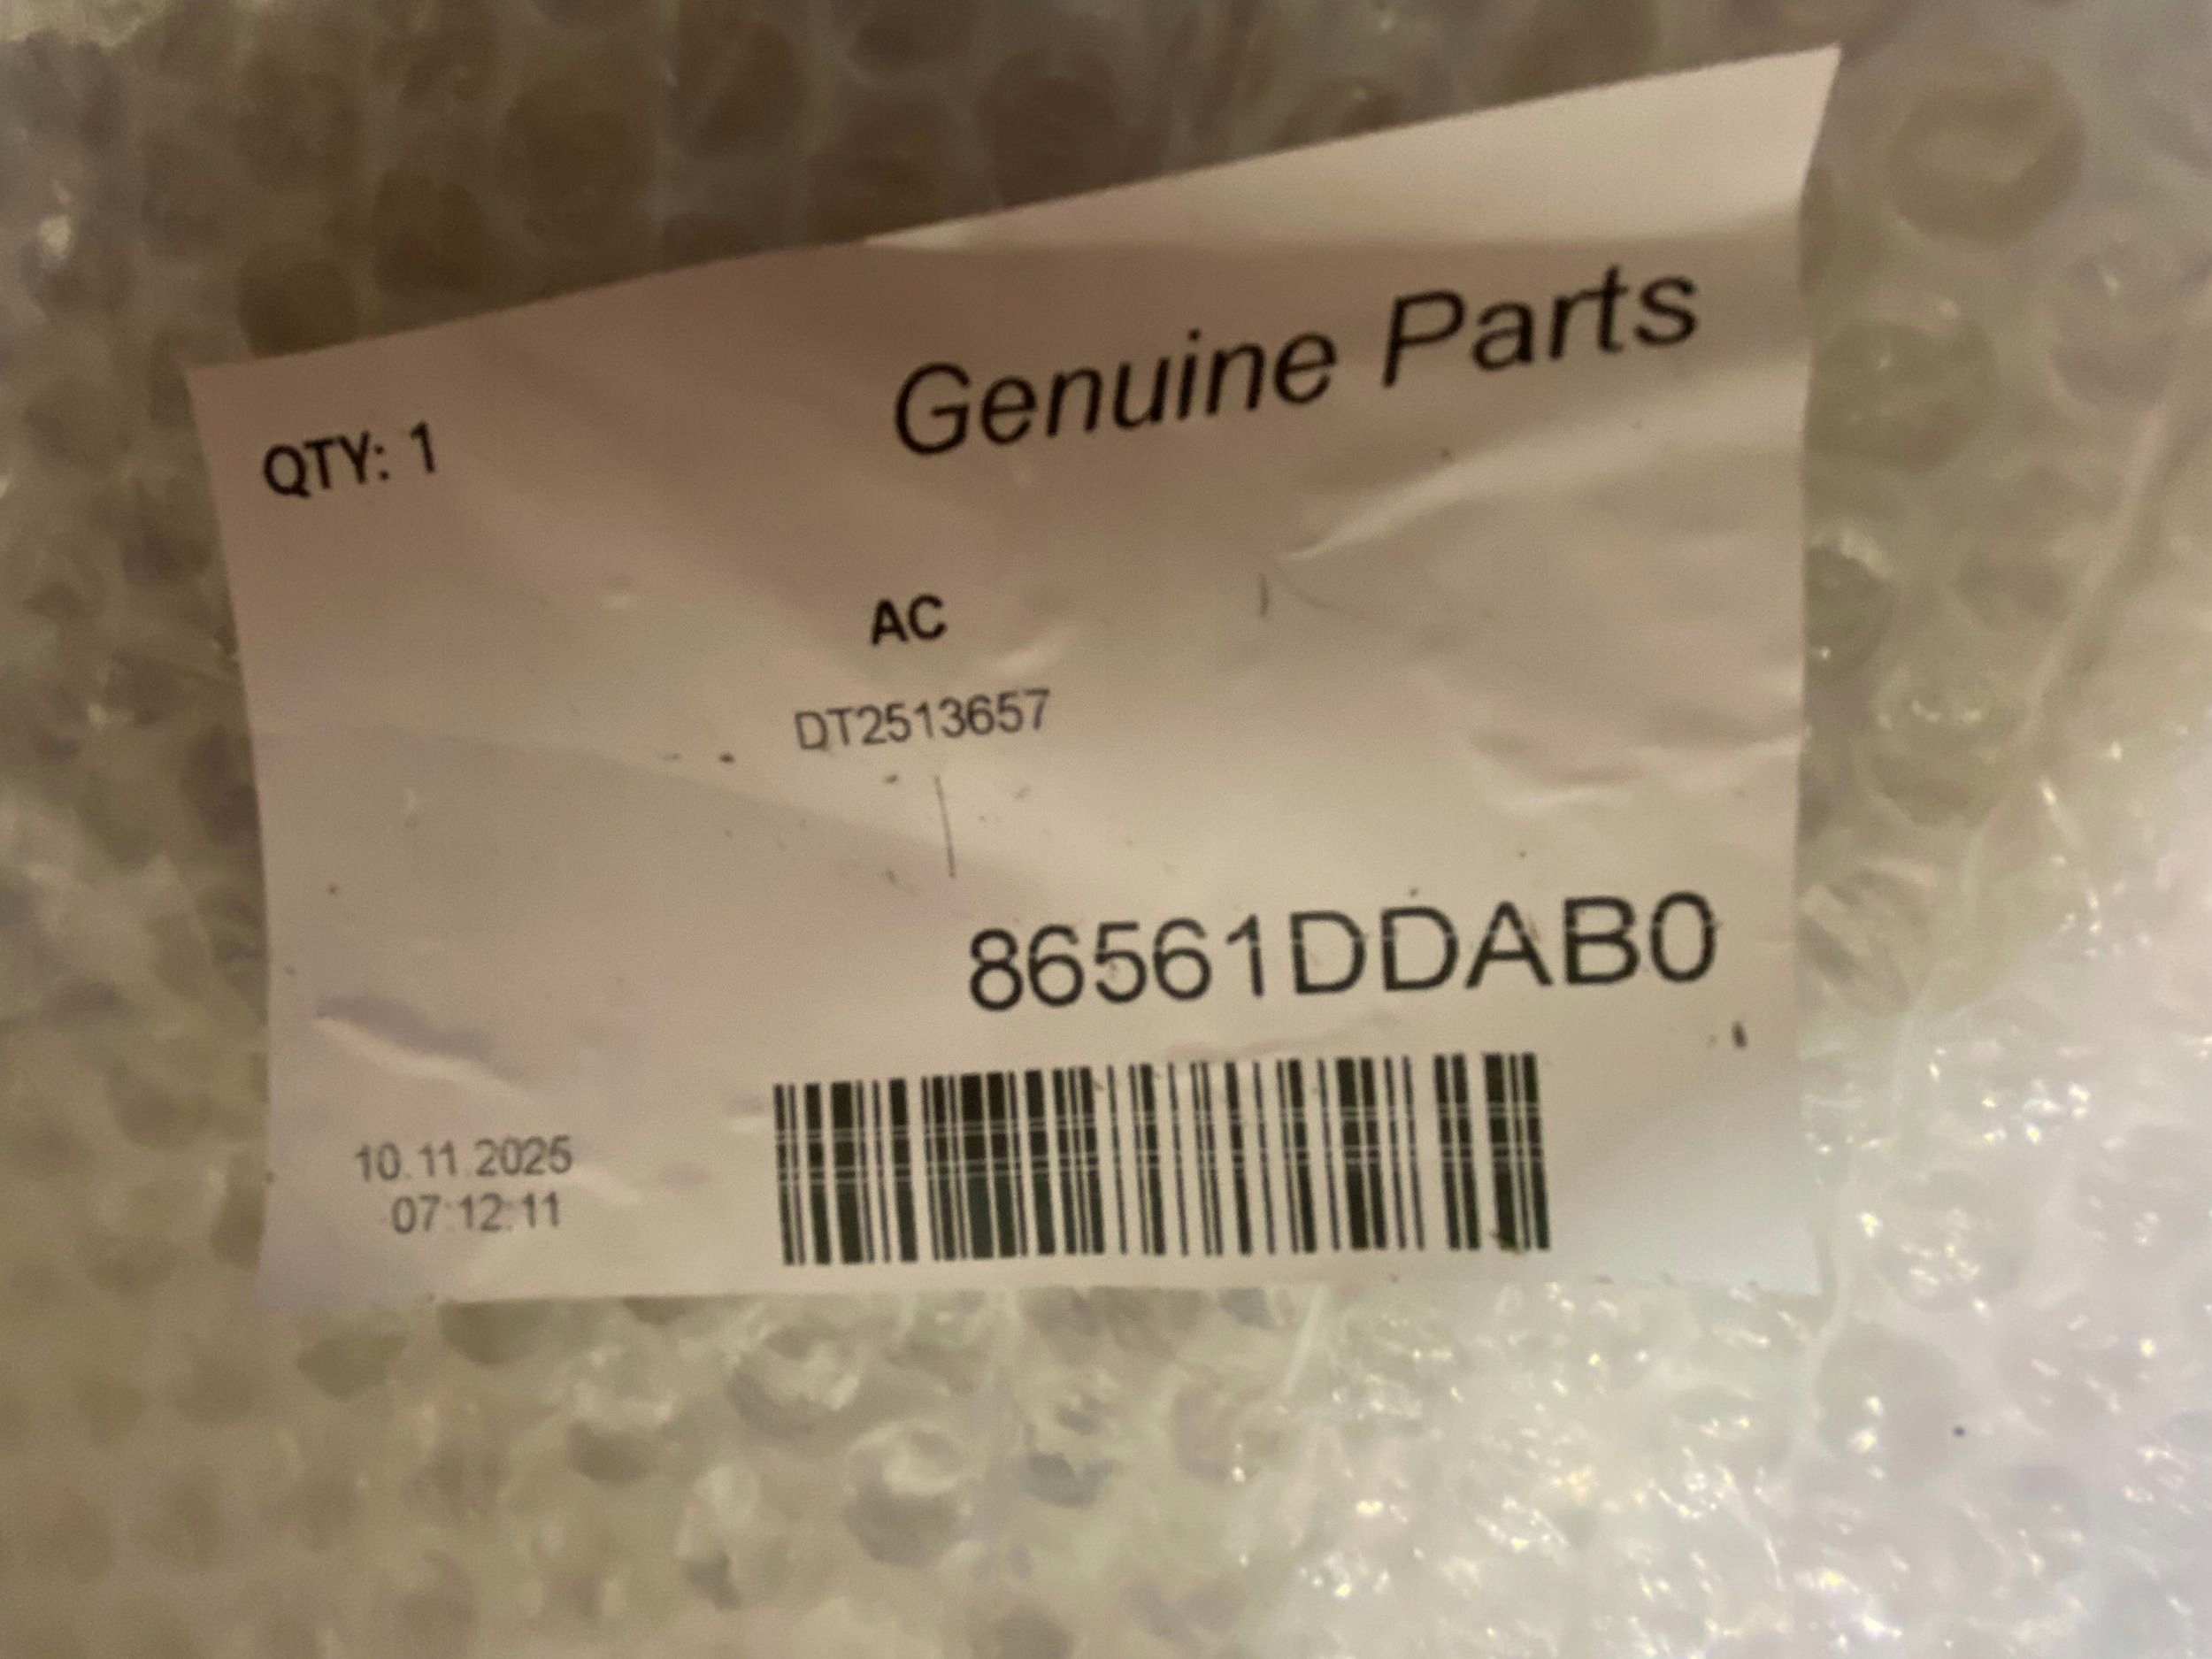 Genuine Parts
QTY: 1
AC
DT2513657
86561DDAB0
10.11.2025
07:12:11